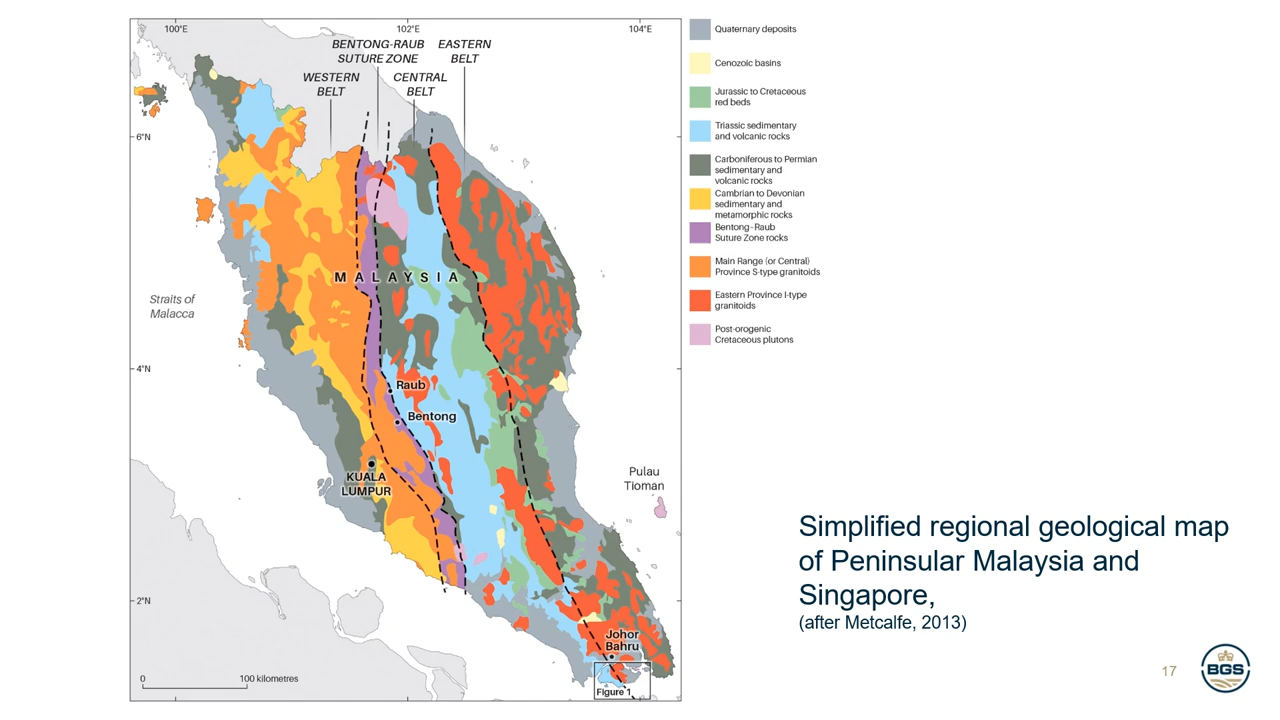 100°E
102°E
104°E
BENTONG-RAUB
SUTURE ZONE
EASTERN
BELT
WESTERN
BELT
CENTRAL
BELT
6°N
4°N
2°N
MALAYSIA
Straits of
Malacca
Raub
Bentong
KUALA
LUMPUR
Pulau
Tioman
Johor
Bahru
Figure 1
0
100 kilometres
Quaternary deposits
Cenozoic basins
Jurassic to Cretaceous
red beds
Triassic sedimentary
and volcanic rocks
Carboniferous to Permian
sedimentary and
volcanic rocks
Cambrian to Devonian
sedimentary and
metamorphic rocks
Bentong–Raub
Suture Zone rocks
Main Range (or Central)
Province S-type granitoids
Eastern Province I-type
granitoids
Post-orogenic
Cretaceous plutons
Simplified regional geological map
of Peninsular Malaysia and
Singapore,
(after Metcalfe, 2013)
17
BGS